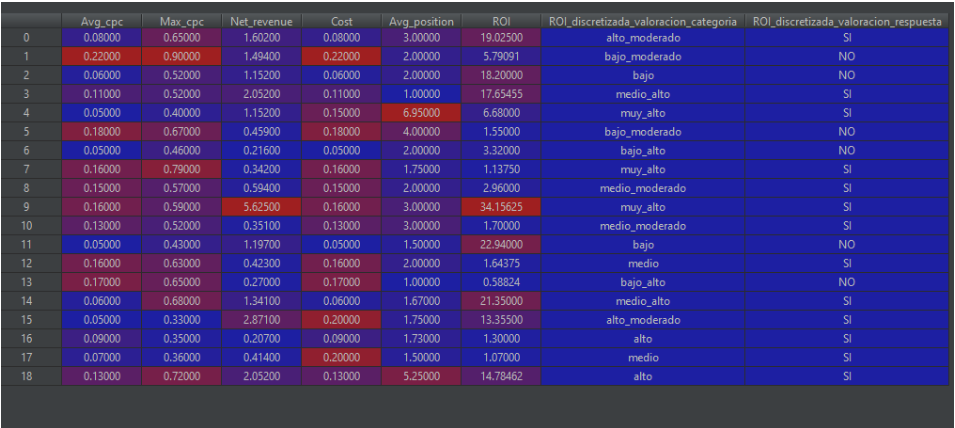 Avg_cpc Max_cpc Net_revenue Cost Avg_position ROI ROI_discretizada_valoracion_categoria ROI_discretizada_valoracion_respuesta
0 0.08000 0.65000 1.60200 0.08000 3.00000 19.02500 alto_moderado SI
1 0.22000 0.90000 1.49400 0.22000 2.00000 5.79091 bajo_moderado NO
2 0.06000 0.52000 1.15200 0.06000 2.00000 18.20000 bajo NO
3 0.11000 0.52000 2.05200 0.11000 1.00000 17.65455 medio_alto SI
4 0.05000 0.40000 1.15200 0.15000 6.95000 6.68000 muy_alto SI
5 0.18000 0.67000 0.45900 0.18000 4.00000 1.55000 bajo_moderado NO
6 0.05000 0.46000 0.21600 0.05000 2.00000 3.32000 bajo_alto NO
7 0.16000 0.79000 0.34200 0.16000 1.75000 1.13750 muy_alto SI
8 0.15000 0.57000 0.59400 0.15000 2.00000 2.96000 medio_moderado SI
9 0.16000 0.59000 5.62500 0.16000 3.00000 34.15625 muy_alto SI
10 0.13000 0.52000 0.35100 0.13000 3.00000 1.70000 medio_moderado SI
11 0.05000 0.43000 1.19700 0.05000 1.50000 22.94000 bajo NO
12 0.16000 0.63000 0.42300 0.16000 2.00000 1.64375 medio SI
13 0.17000 0.65000 0.27000 0.17000 1.00000 0.58824 bajo_alto NO
14 0.06000 0.68000 1.34100 0.06000 1.67000 21.35000 medio_alto SI
15 0.05000 0.33000 2.87100 0.20000 1.75000 13.35500 alto_moderado SI
16 0.09000 0.35000 0.20700 0.09000 1.73000 1.30000 alto SI
17 0.07000 0.36000 0.41400 0.20000 1.50000 1.07000 medio SI
18 0.13000 0.72000 2.05200 0.13000 5.25000 14.78462 alto SI